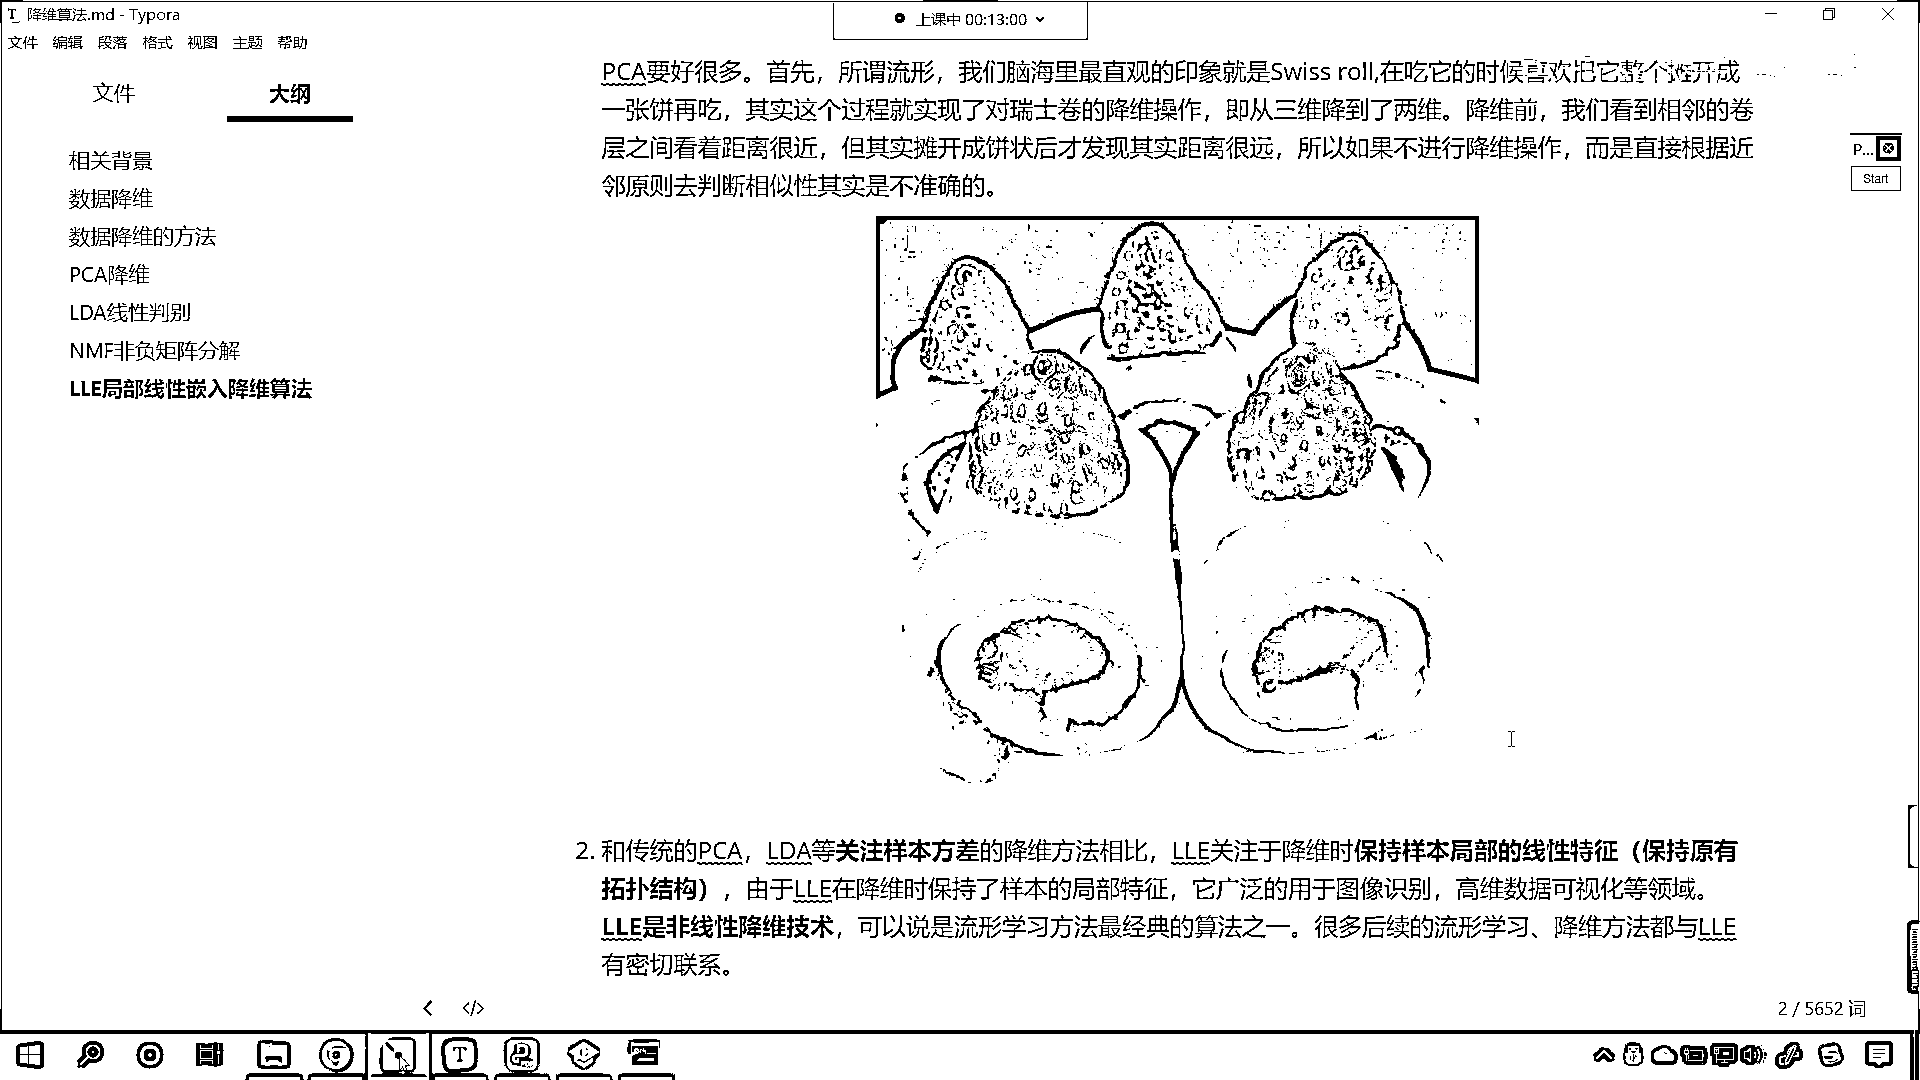 降维算法.md - Typora
上课中 00:13:00
文件 编辑 段落 格式 视图 主题 帮助
文件 大纲
相关背景
数据降维
数据降维的方法
PCA降维
LDA线性判别
NMF非负矩阵分解
LLE局部线性嵌入降维算法
PCA要好很多。首先，所谓流形，我们脑海里最直观的印象就是Swiss roll,在吃它的时候喜欢把它整个摊开成
一张饼再吃，其实这个过程就实现了对瑞士卷的降维操作，即从三维降到了两维。降维前，我们看到相邻的卷
层之间看着距离很近，但其实摊开成饼状后才发现其实距离很远，所以如果不进行降维操作，而是直接根据近
邻原则去判断相似性其实是不准确的。
P...
Start
2. 和传统的PCA，LDA等关注样本方差的降维方法相比，LLE关注于降维时保持样本局部的线性特征（保持原有
拓扑结构），由于LLE在降维时保持了样本的局部特征，它广泛的用于图像识别，高维数据可视化等领域。
LLE是非线性降维技术，可以说是流形学习方法最经典的算法之一。很多后续的流形学习、降维方法都与LLE
有密切联系。
2 / 5652 词